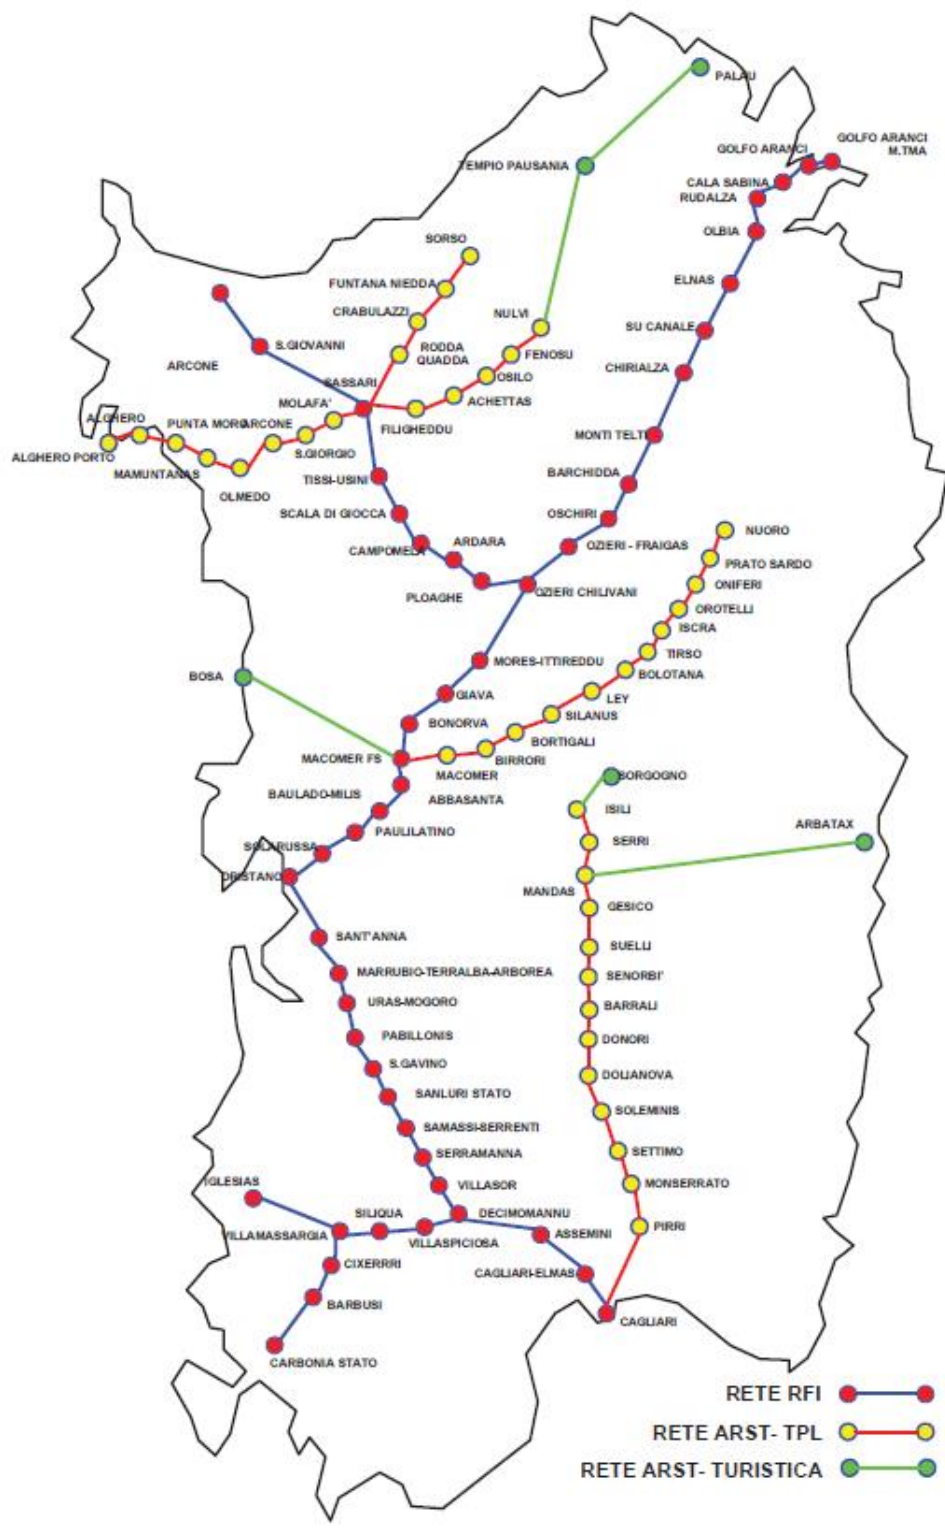 PALAU
GOLFO ARANCI
M.TMA
GOLFO ARANCI
TEMPIO PAUSANIA
CALA SABINA
RUDALZA
OLBIA
SORSO
ELNAS
FUNTANA NIEDDA
CRABULAZZI
NULVI
SU CANALE
S.GIOVANNI
RODDA
QUADDA
FENOSU
ARCONE
CHIRIALZA
OSILO
SASSARI
ACHETTAS
MOLAFA'
ALGHERO
PUNTA MORO
ARCONE
FILIGHEDDU
MONTI TELTI
ALGHERO PORTO
S.GIORGIO
MAMUNTANAS
OLMEDO
TISSI-USINI
BARCHIDDA
SCALA DI GIOCCA
OSCHIRI
NUORO
CAMPOMELA
ARDARA
OZIERI - FRAIGAS
PRATO SARDO
ONIFERI
PLOAGHE
OZIERI CHILIVANI
OROTELLI
ISCRA
TIRSO
MORES-ITTIREDDU
BOLOTANA
BOSA
GIAVA
LEY
SILANUS
BONORVA
BORTIGALI
MACOMER FS
BIRRORI
MACOMER
SORGOGNO
BAULADO-MILIS
ABBASANTA
ISILI
ARBATAX
PAULILATINO
SERRI
SOLARUSSA
ORISTANO
MANDAS
GESICO
SANT'ANNA
SUELLI
MARRUBIO-TERRALBA-ARBOREA
SENORBI'
URAS-MOGORO
BARRALI
PABILLONIS
DONORI
S.GAVINO
DOLIANOVA
SANLURI STATO
SOLEMINIS
SAMASSI-SERRENTI
SETTIMO
SERRAMANNA
IGLESIAS
VILLASOR
MONSERRATO
SILIQUA
DECIMOMANNU
PIRRI
VILLAMASSARGIA
VILLASPICIOSA
ASSEMINI
CIXERRRI
CAGLIARI-ELMAS
BARBUSI
CAGLIARI
CARBONIA STATO
RETE RFI
RETE ARST- TPL
RETE ARST- TURISTICA